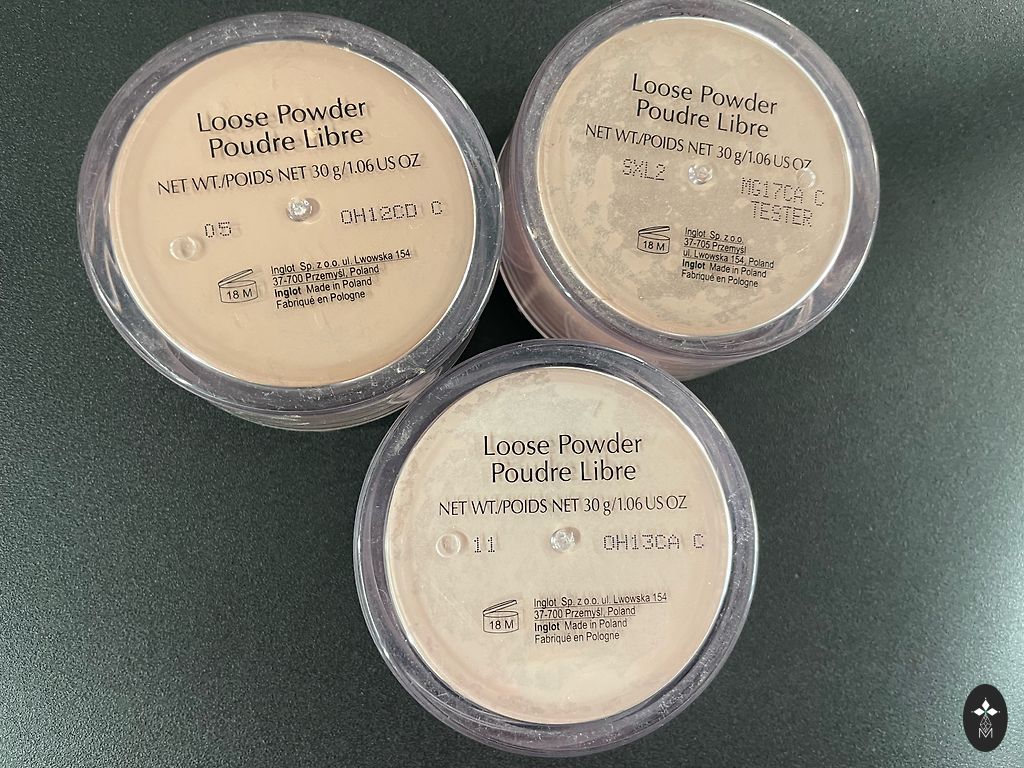 Loose Powder
Poudre Libre
NET WT./POIDS NET 30 g/1.06 US OZ
05 OH12CD C
18 M
Inglot Sp. z o.o. ul. Lwowska 154
37-700 Przemyśl, Poland
Inglot Made in Poland
Fabriqué en Pologne
Loose Powder
Poudre Libre
NET WT./POIDS NET 30 g/1.06 US OZ
SXL2 MG17CA C
TESTER
18 M
Inglot Sp. z o.o.
37-705 Przemyśl
ul. Lwowska 154, Poland
Inglot Made in Poland
Fabriqué en Pologne
Loose Powder
Poudre Libre
NET WT./POIDS NET 30 g/1.06 US OZ
11 OH13CA C
18 M
Inglot Sp. z o.o. ul. Lwowska 154
37-700 Przemyśl, Poland
Inglot Made in Poland
Fabriqué en Pologne
M